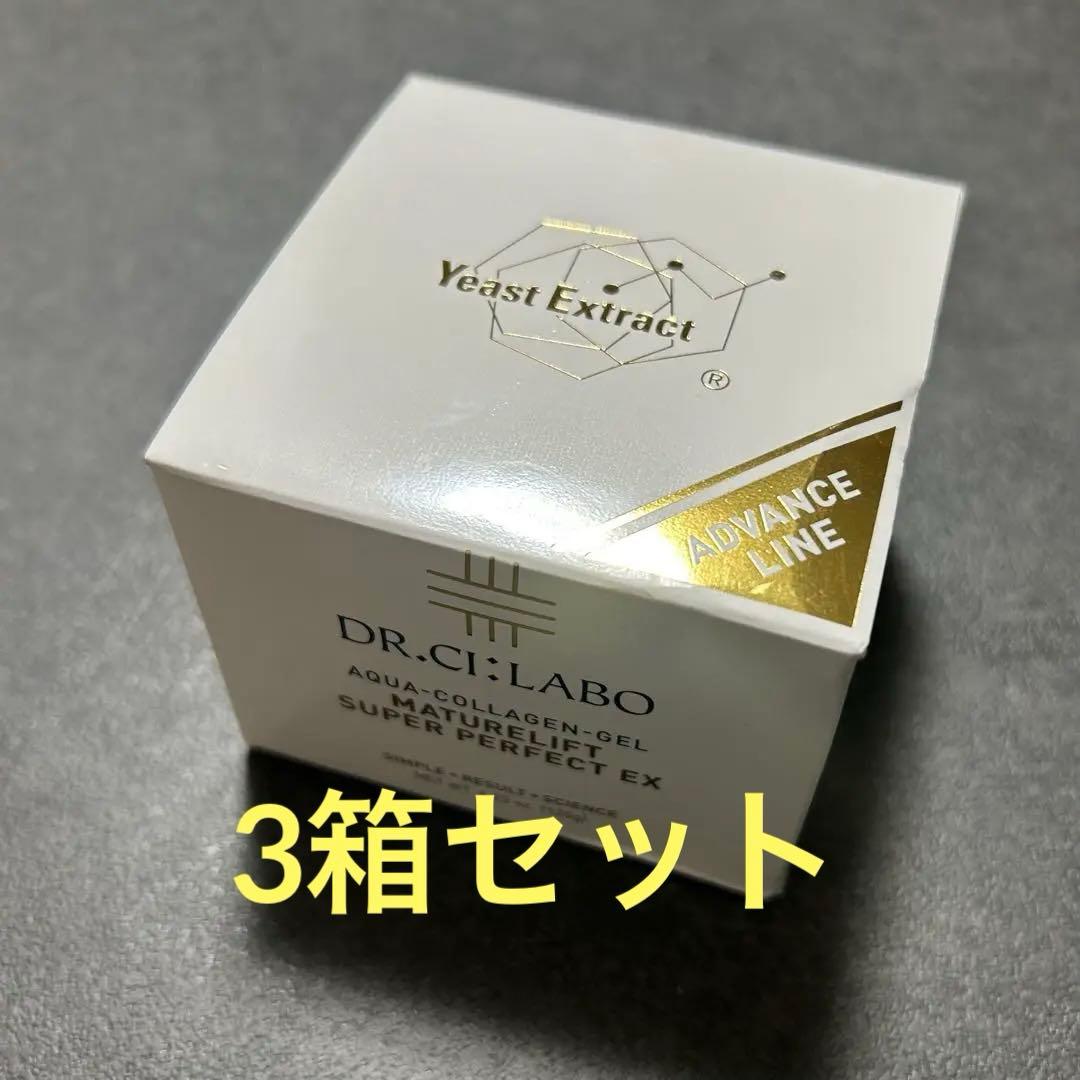 Yeast Extract
®
ADVANCE
LINE
DR.CI:LABO
AQUA-COLLAGEN-GEL
MATURELIFT
SUPER PERFECT EX
SIMPLE + RESULT + SCIENCE
3箱セット